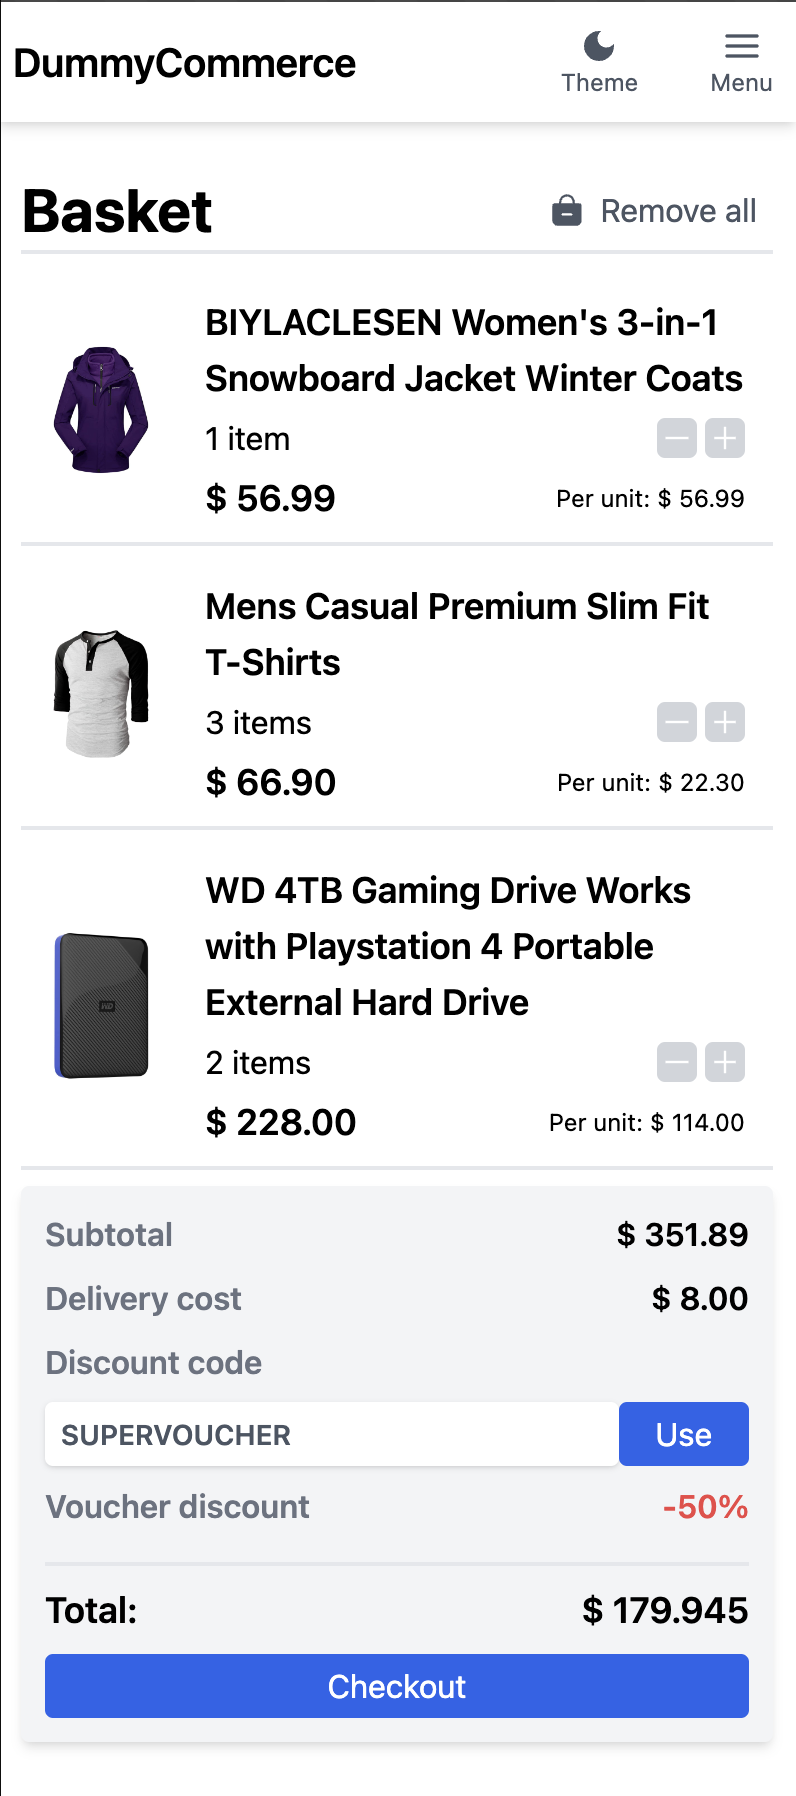 DummyCommerce
Theme
Menu
Basket
Remove all
BIYLACLESEN Women's 3-in-1
Snowboard Jacket Winter Coats
1 item
$ 56.99
Per unit: $ 56.99
Mens Casual Premium Slim Fit
T-Shirts
3 items
$ 66.90
Per unit: $ 22.30
WD
WD 4TB Gaming Drive Works
with Playstation 4 Portable
External Hard Drive
2 items
$ 228.00
Per unit: $ 114.00
Subtotal
$ 351.89
Delivery cost
$ 8.00
Discount code
SUPERVOUCHER
Use
Voucher discount
-50%
Total:
$ 179.945
Checkout